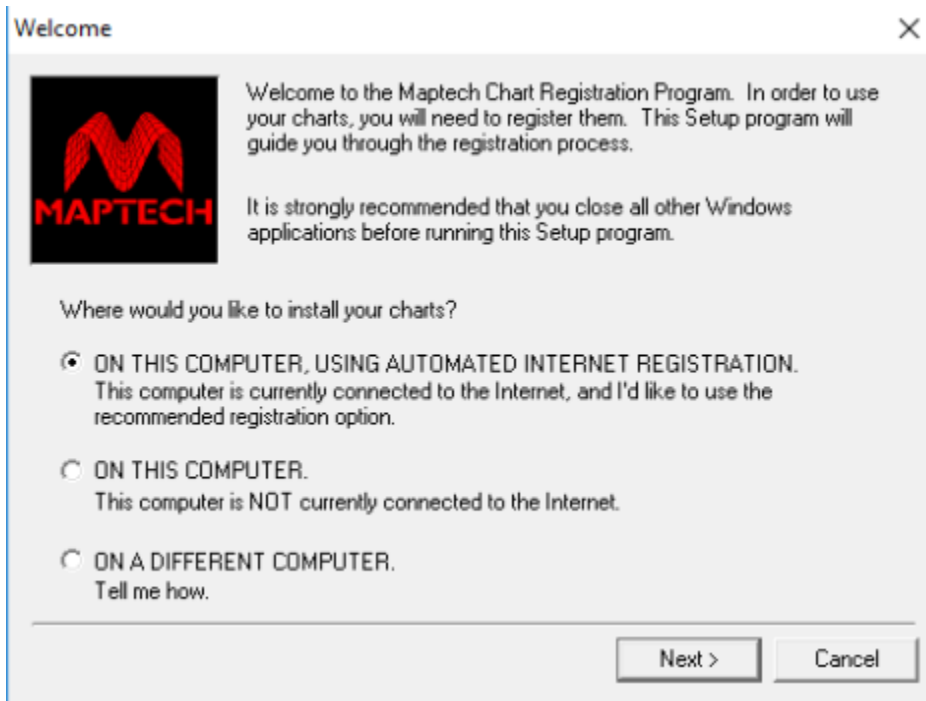 Welcome
MAPTECH
Welcome to the Maptech Chart Registration Program. In order to use
your charts, you will need to register them. This Setup program will
guide you through the registration process.
It is strongly recommended that you close all other Windows
applications before running this Setup program.
Where would you like to install your charts?
ON THIS COMPUTER, USING AUTOMATED INTERNET REGISTRATION.
This computer is currently connected to the Internet, and I'd like to use the
recommended registration option.
ON THIS COMPUTER.
This computer is NOT currently connected to the Internet.
ON A DIFFERENT COMPUTER.
Tell me how.
Next >
Cancel